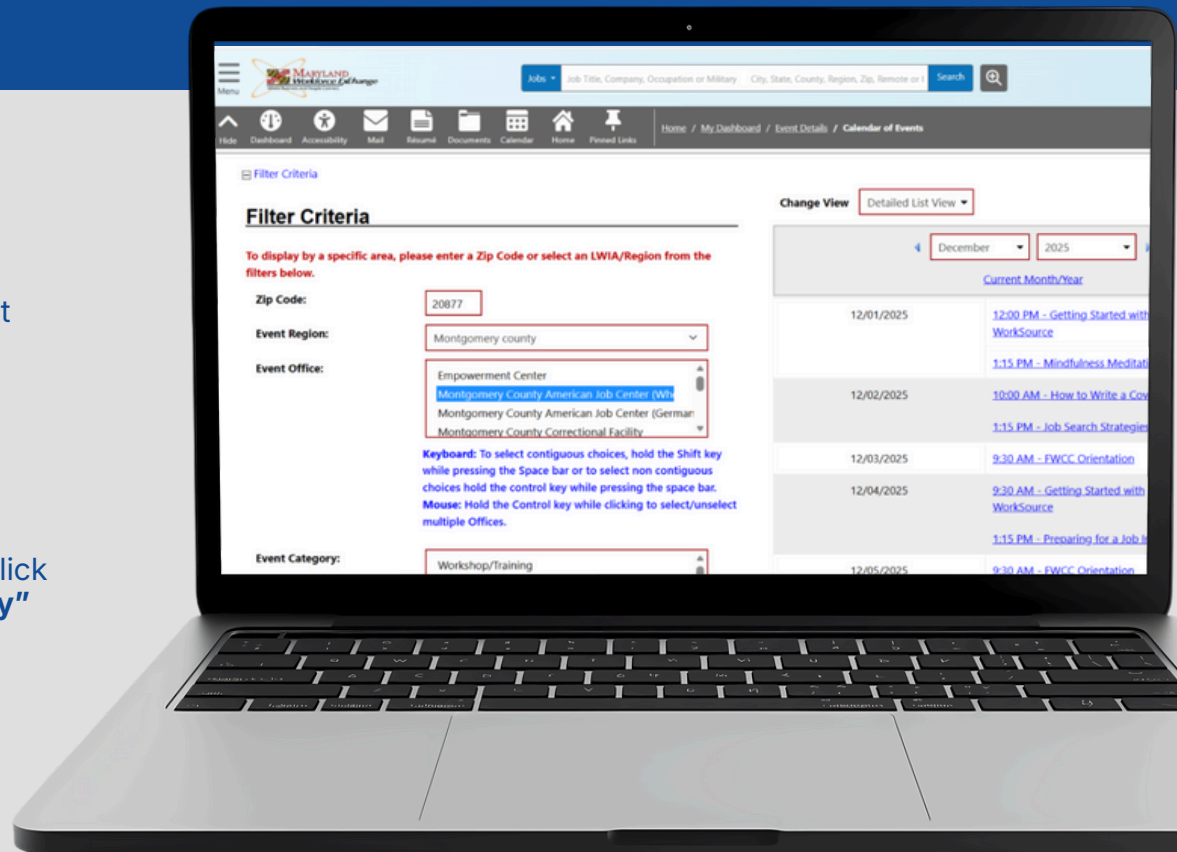 t
lick
y”
Menu
MARYLAND
Workforce Exchange
Jobs
Job Title, Company, Occupation or Military
City, State, County, Region, Zip, Remote or I
Search
Hide
Dashboard
Accessibility
Mail
Résumé
Documents
Calendar
Home
Pinned Links
Home / My Dashboard / Event Details / Calendar of Events
Filter Criteria
Filter Criteria
To display by a specific area, please enter a Zip Code or select an LWIA/Region from the
filters below.
Zip Code:
20877
Event Region:
Montgomery county
Event Office:
Empowerment Center
Montgomery County American Job Center (Wh
Montgomery County American Job Center (German
Montgomery County Correctional Facility
Keyboard: To select contiguous choices, hold the Shift key
while pressing the Space bar or to select non contiguous
choices hold the control key while pressing the space bar.
Mouse: Hold the Control key while clicking to select/unselect
multiple Offices.
Event Category:
Workshop/Training
Change View
Detailed List View
December
2025
Current Month/Year
12/01/2025
12:00 PM - Getting Started with
WorkSource
1:15 PM - Mindfulness Meditati
12/02/2025
10:00 AM - How to Write a Cov
1:15 PM - Job Search Strategies
12/03/2025
9:30 AM - FWCC Orientation
12/04/2025
9:30 AM - Getting Started with
WorkSource
1:15 PM - Preparing for a Job I
12/05/2025
9:30 AM - FWCC Orientation